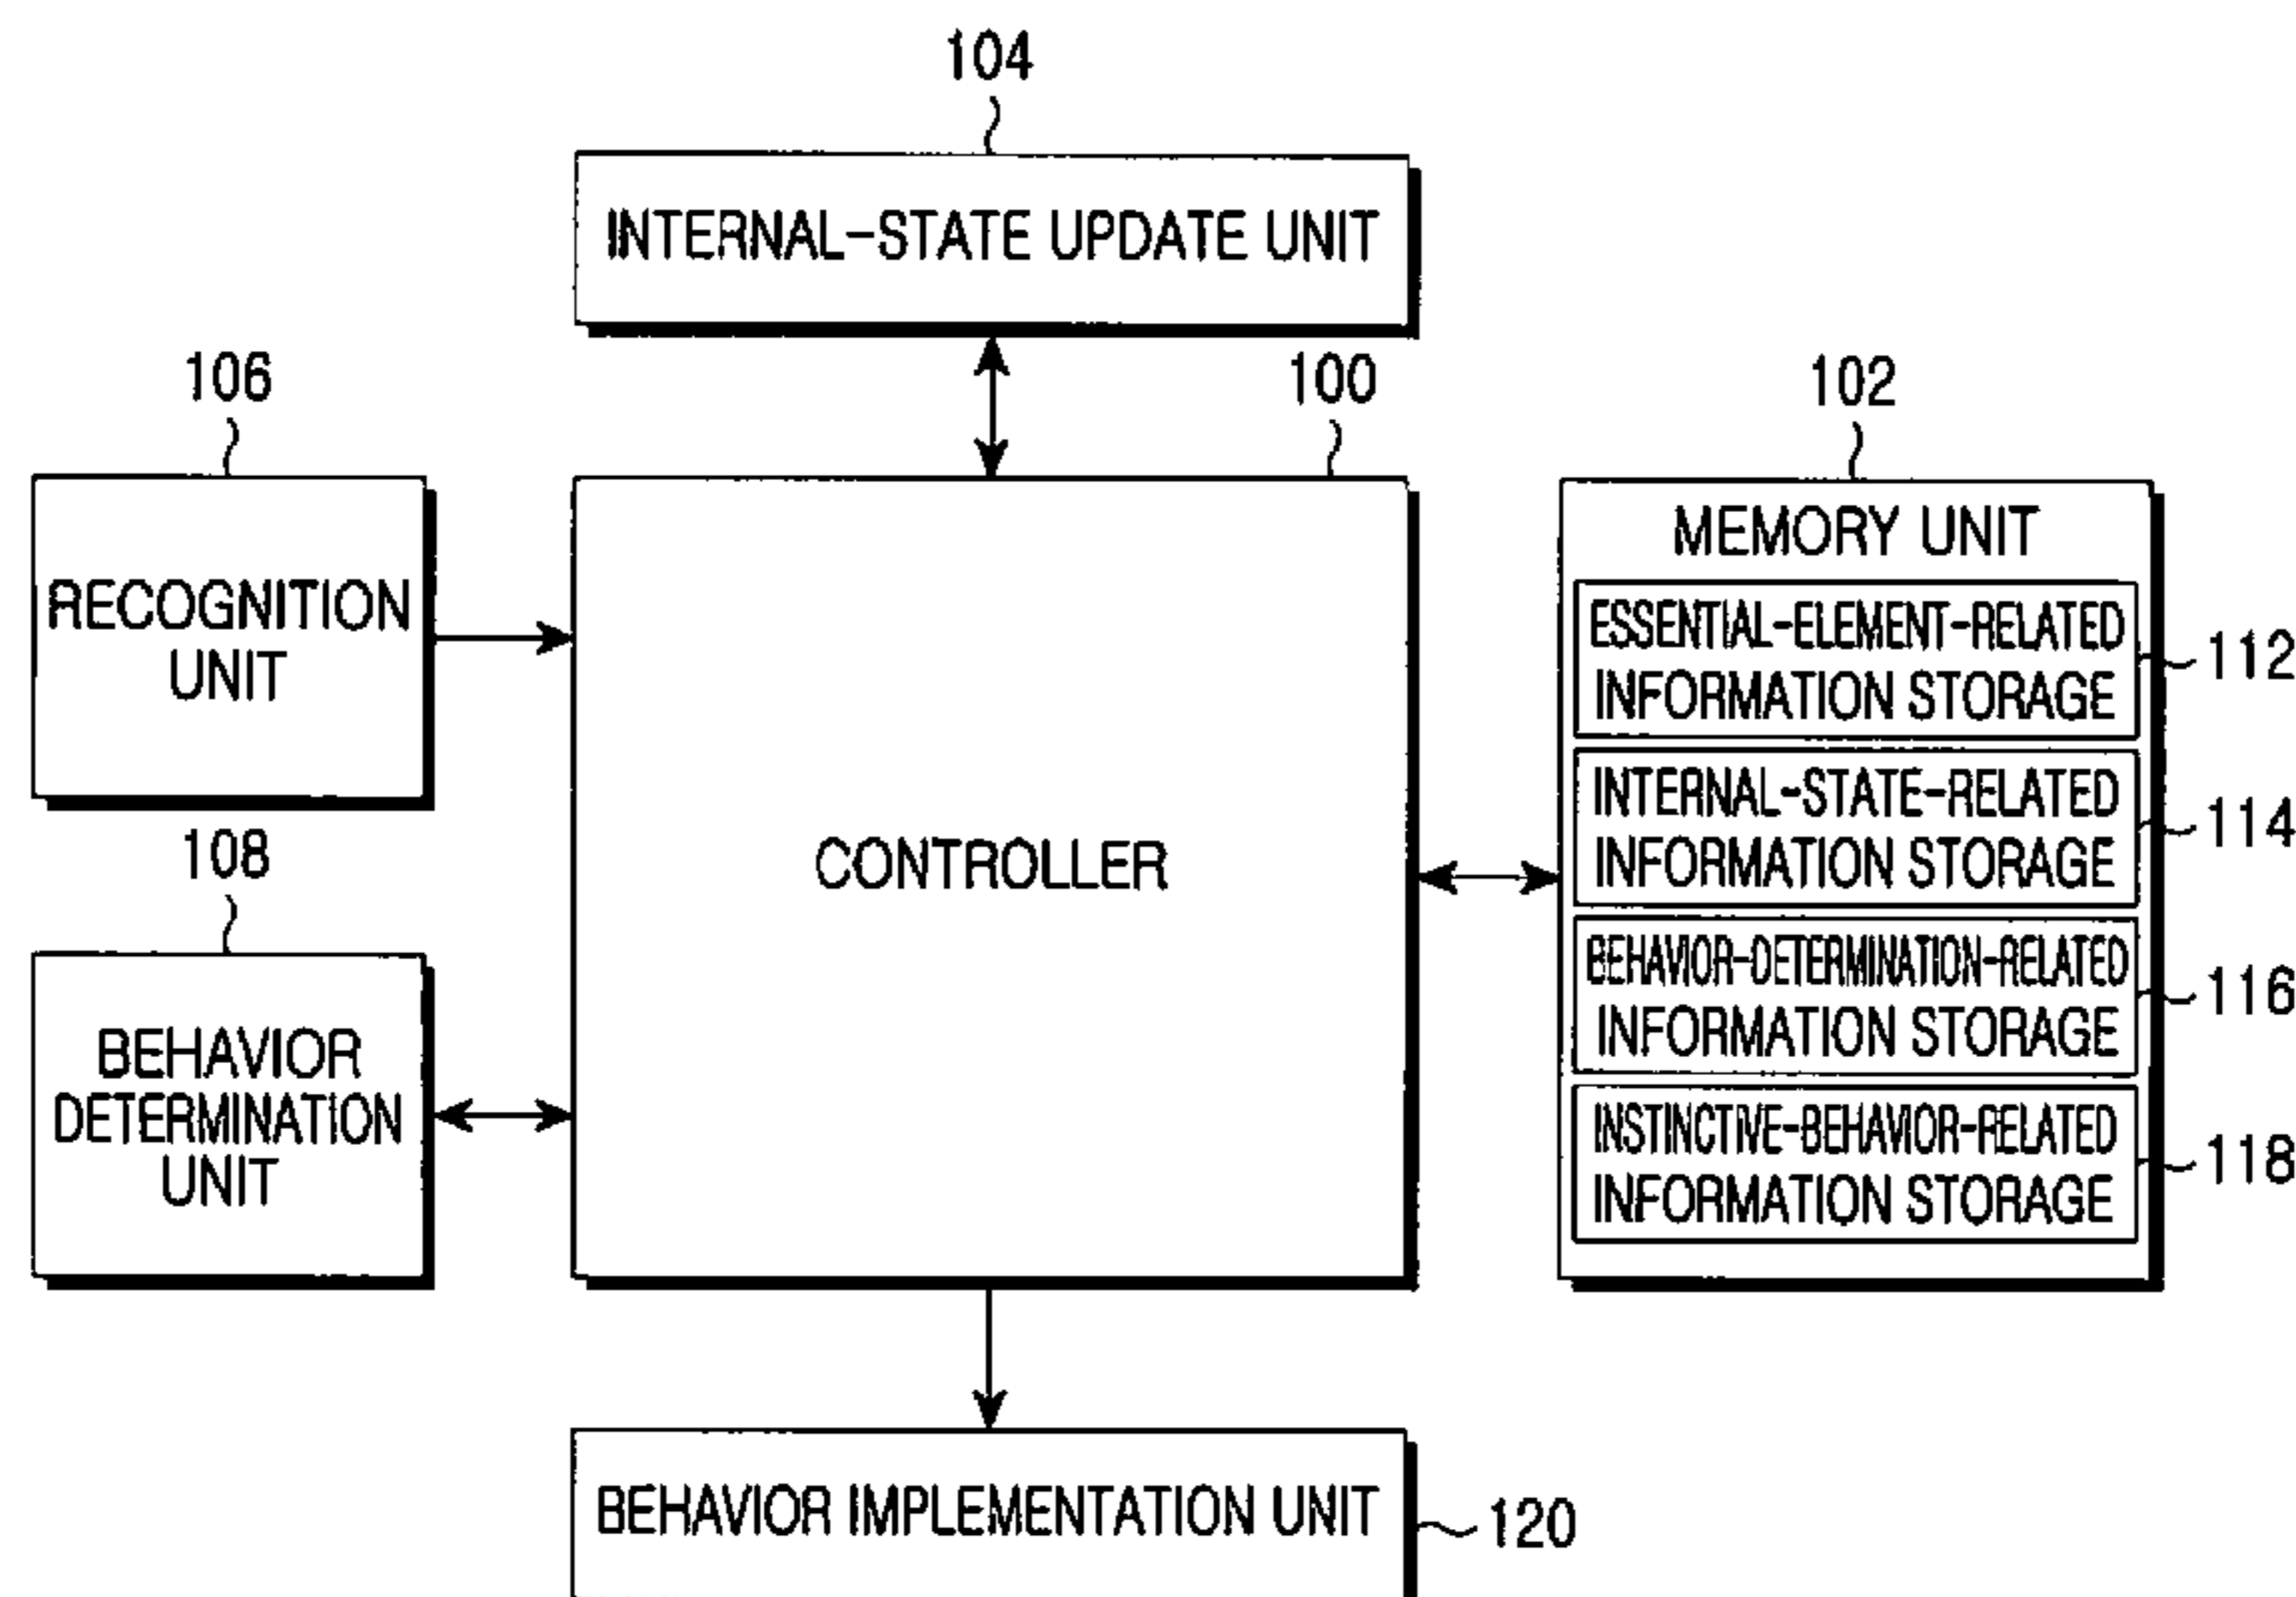 104
INTERNAL-STATE UPDATE UNIT
106
100
102
RECOGNITION
UNIT
MEMORY UNIT
ESSENTIAL-ELEMENT-RELATED
INFORMATION STORAGE
112
INTERNAL-STATE-RELATED
INFORMATION STORAGE
114
108
CONTROLLER
BEHAVIOR-DETERMINATION-RELATED
INFORMATION STORAGE
116
BEHAVIOR
DETERMINATION
UNIT
INSTINCTIVE-BEHAVIOR-RELATED
INFORMATION STORAGE
118
BEHAVIOR IMPLEMENTATION UNIT
120